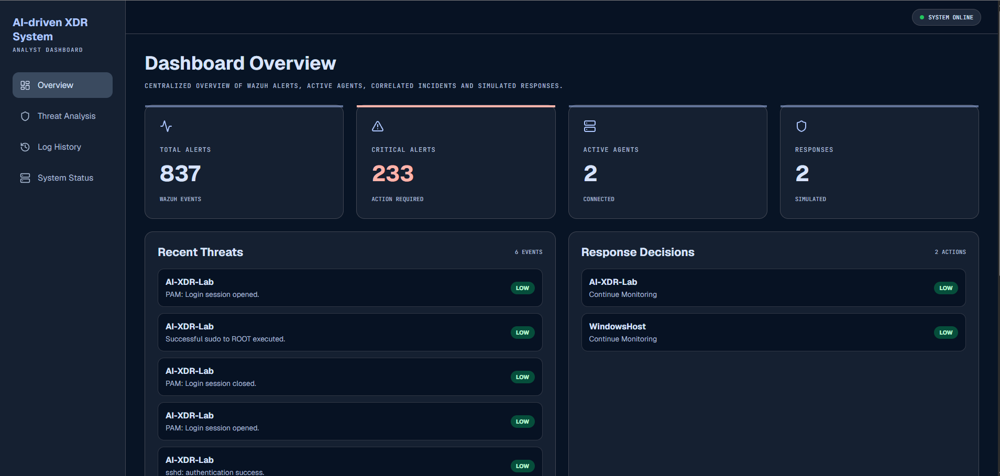 AI-driven XDR
System
ANALYST DASHBOARD
Overview
Threat Analysis
Log History
System Status
SYSTEM ONLINE
Dashboard Overview
CENTRALIZED OVERVIEW OF WAZUH ALERTS, ACTIVE AGENTS, CORRELATED INCIDENTS AND SIMULATED RESPONSES.
TOTAL ALERTS
837
WAZUH EVENTS
CRITICAL ALERTS
233
ACTION REQUIRED
ACTIVE AGENTS
2
CONNECTED
RESPONSES
2
SIMULATED
Recent Threats
6 EVENTS
AI-XDR-Lab
PAM: Login session opened.
LOW
AI-XDR-Lab
Successful sudo to ROOT executed.
LOW
AI-XDR-Lab
PAM: Login session closed.
LOW
AI-XDR-Lab
PAM: Login session opened.
LOW
AI-XDR-Lab
sshd: authentication success.
LOW
Response Decisions
2 ACTIONS
AI-XDR-Lab
Continue Monitoring
LOW
WindowsHost
Continue Monitoring
LOW